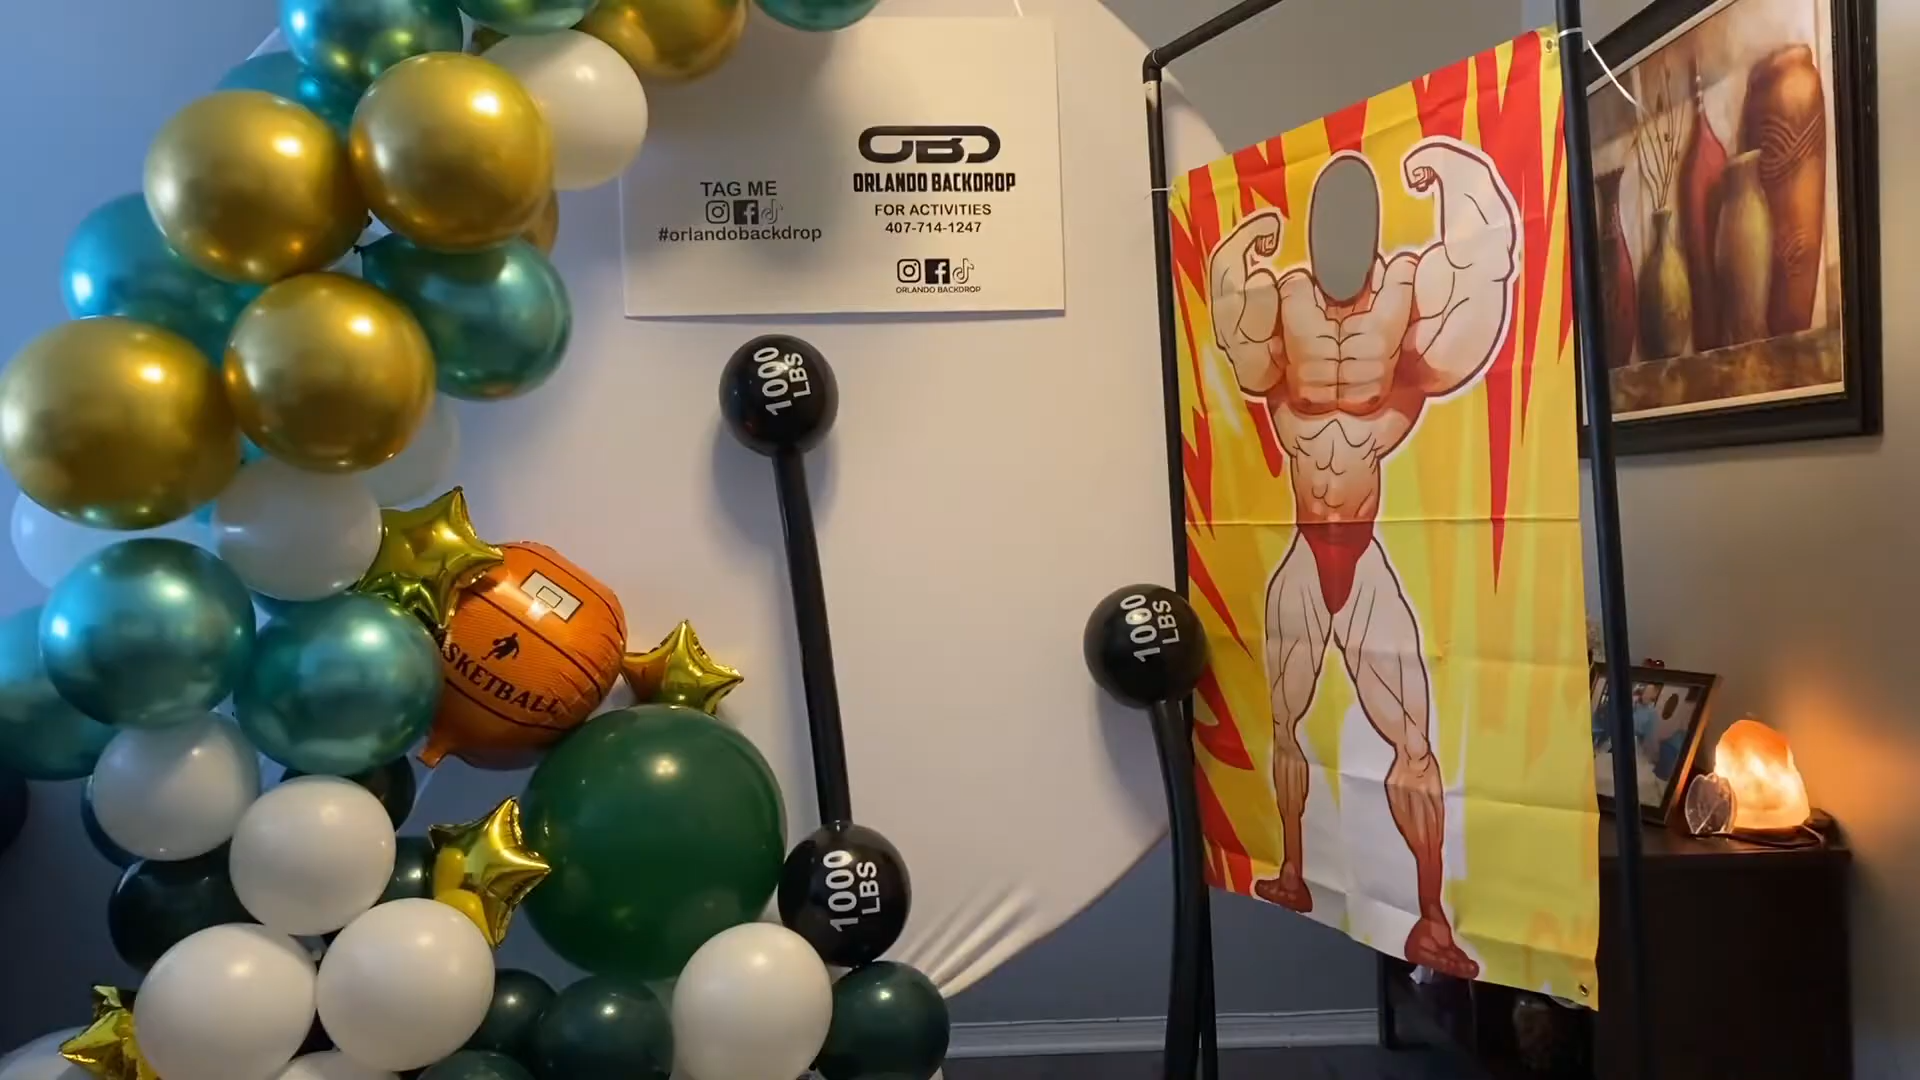 TAG ME
#orlandobackdrop
OBD
ORLANDO BACKDROP
FOR ACTIVITIES
407-714-1247
ORLANDO BACKDROP
1000
LBS
1000
LBS
1000
LBS
SKETBALL